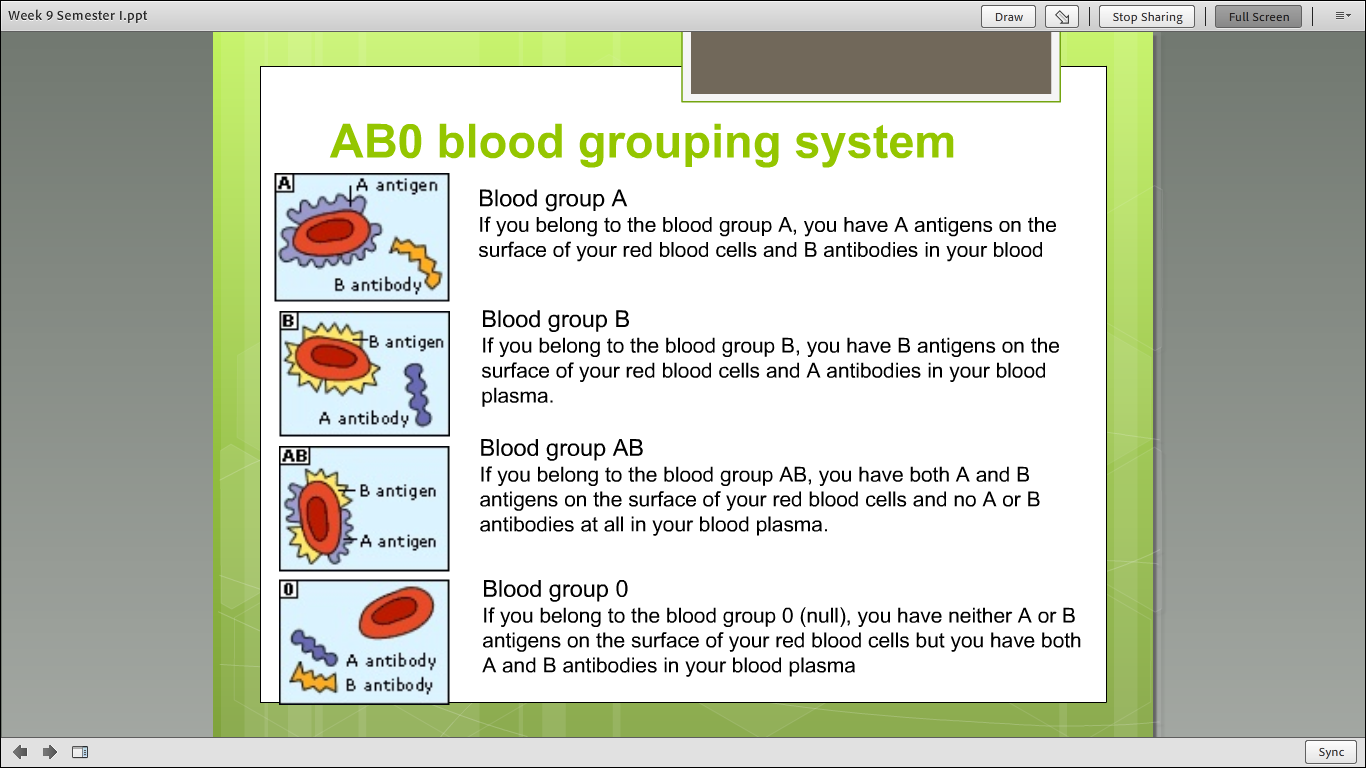 Week 9 Semester I.ppt
Draw
Stop Sharing
Full Screen
AB0 blood grouping system
A
A antigen
B antibody
Blood group A
If you belong to the blood group A, you have A antigens on the
surface of your red blood cells and B antibodies in your blood
B
B antigen
A antibody
Blood group B
If you belong to the blood group B, you have B antigens on the
surface of your red blood cells and A antibodies in your blood
plasma.
AB
B antigen
A antigen
Blood group AB
If you belong to the blood group AB, you have both A and B
antigens on the surface of your red blood cells and no A or B
antibodies at all in your blood plasma.
0
A antibody
B antibody
Blood group 0
If you belong to the blood group 0 (null), you have neither A or B
antigens on the surface of your red blood cells but you have both
A and B antibodies in your blood plasma
Sync